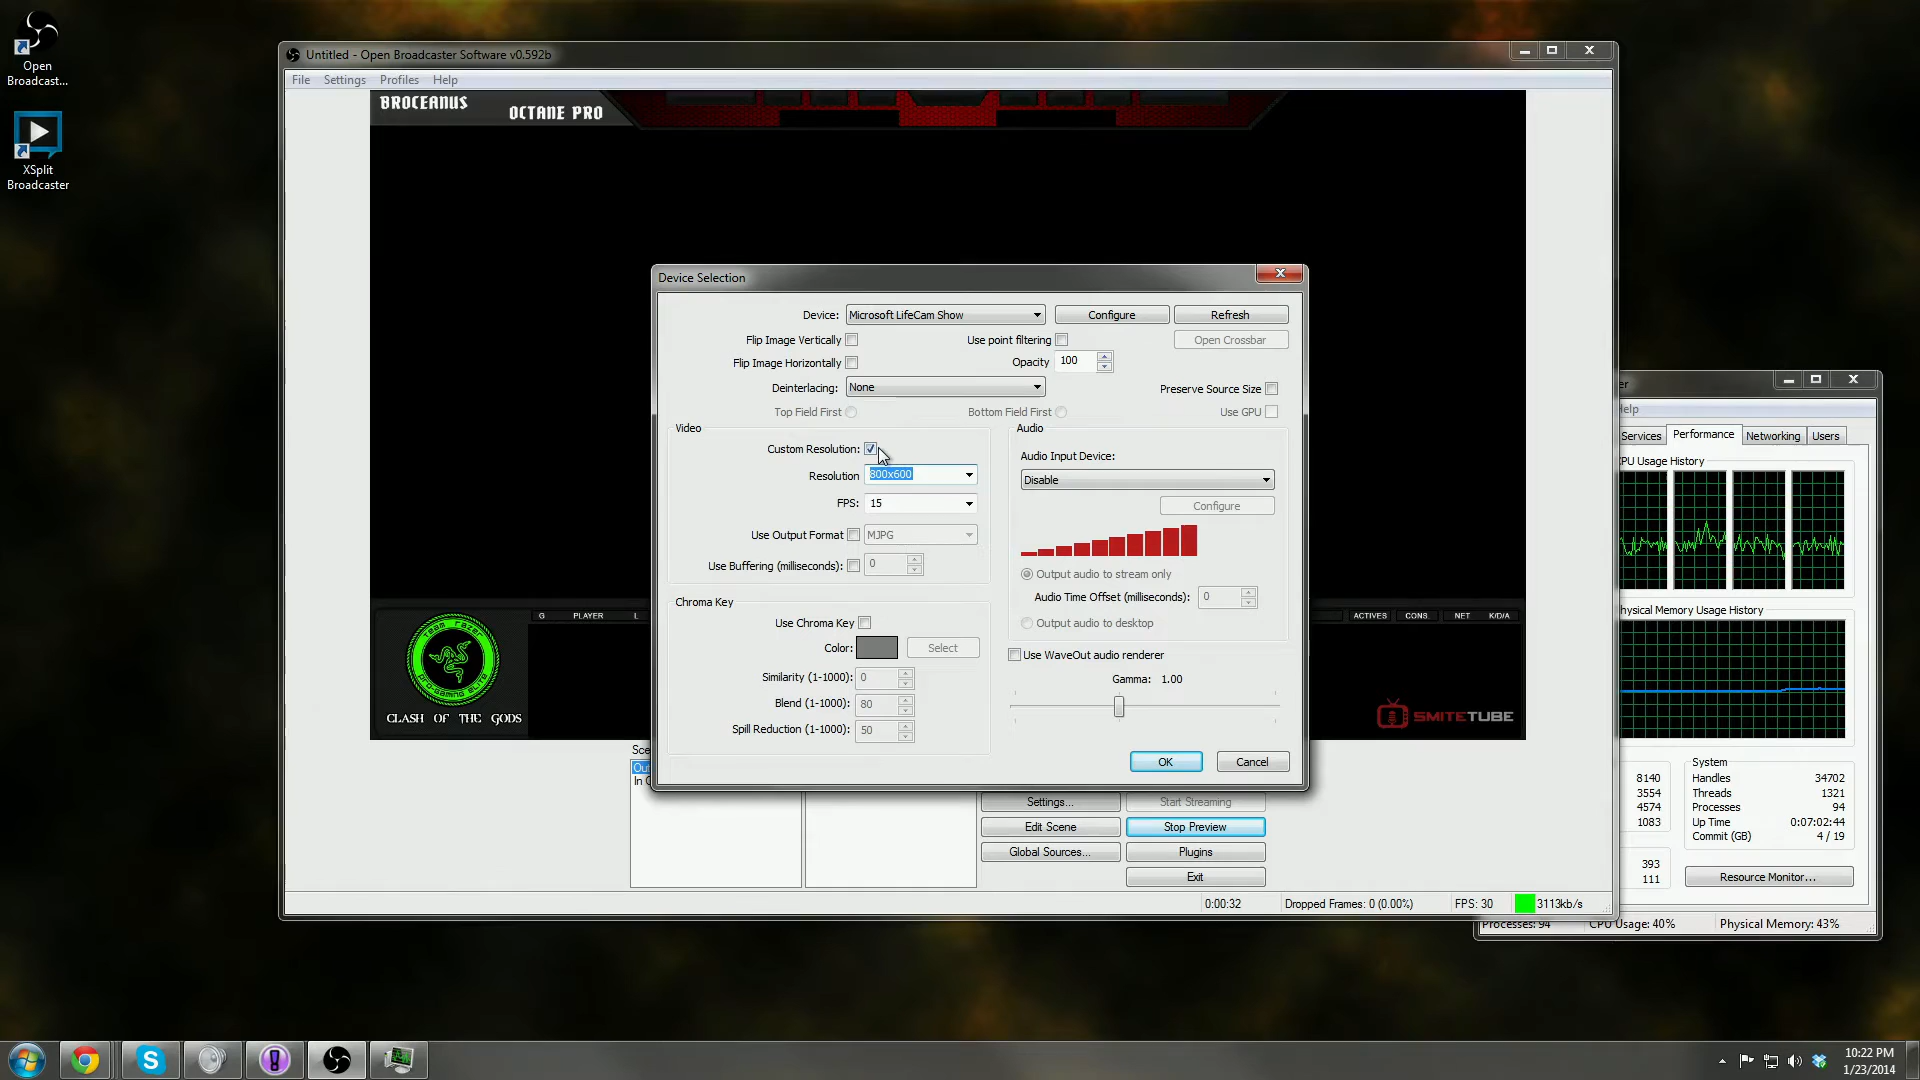 Open
Broadcast...
XSplit
Broadcaster
Untitled - Open Broadcaster Software v0.592b
File Settings Profiles Help
BROCEANUS
OCTANE PRO
Device Selection
Device: Microsoft LifeCam Show Configure Refresh
Flip Image Vertically Use point filtering Open Crossbar
Flip Image Horizontally Opacity 100
Deinterlacing: None Preserve Source Size
Top Field First Bottom Field First Use GPU
Video
Custom Resolution:
Resolution 800x600
FPS: 15
Use Output Format MJPG
Use Buffering (milliseconds): 0
Audio
Audio Input Device:
Disable
Configure
Output audio to stream only
Audio Time Offset (milliseconds): 0
Output audio to desktop
Chroma Key
Use Chroma Key
Color: Select
Similarity (1-1000): 0
Blend (1-1000): 80
Spill Reduction (1-1000): 50
Use WaveOut audio renderer
Gamma: 1.00
OK Cancel
G PLAYER L
ACTIVES CONS. NET K/D/A
TEAM RAZER
PRO-GAMING ELITE
CLASH OF THE GODS
SMITETUBE
Settings... Start Streaming
Edit Scene Stop Preview
Global Sources... Plugins
Exit
0:00:32 Dropped Frames: 0 (0.00%) FPS: 30 3113kb/s
Help
Services Performance Networking Users
CPU Usage History
Physical Memory Usage History
8140
3554
4574
1083
393
111
System
Handles 34702
Threads 1321
Processes 94
Up Time 0:07:02:44
Commit (GB) 4 / 19
Resource Monitor...
Processes: 94 CPU Usage: 40% Physical Memory: 43%
10:22 PM
1/23/2014